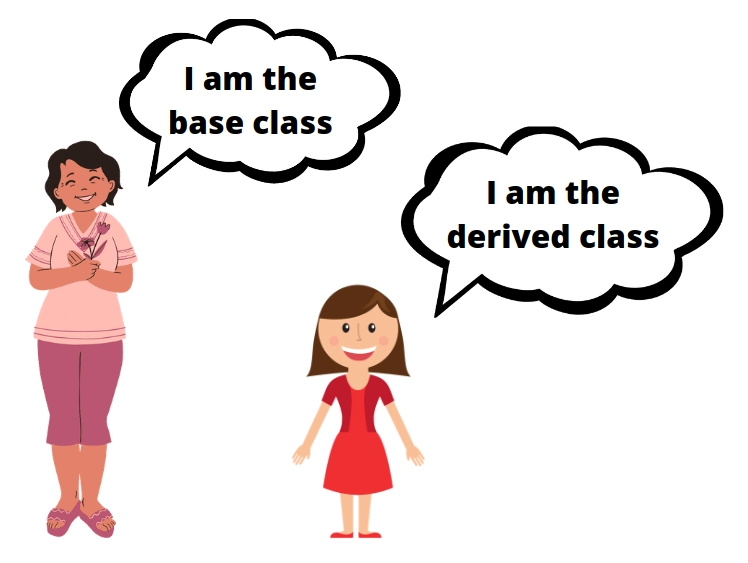 I am the
base class
I am the
derived class